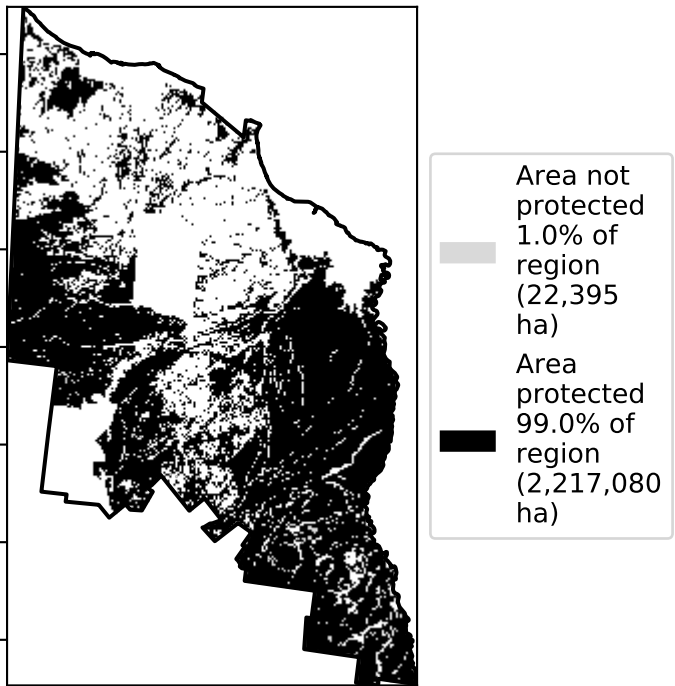 Area not
protected
1.0% of
region
(22,395
ha)
Area
protected
99.0% of
region
(2,217,080
ha)